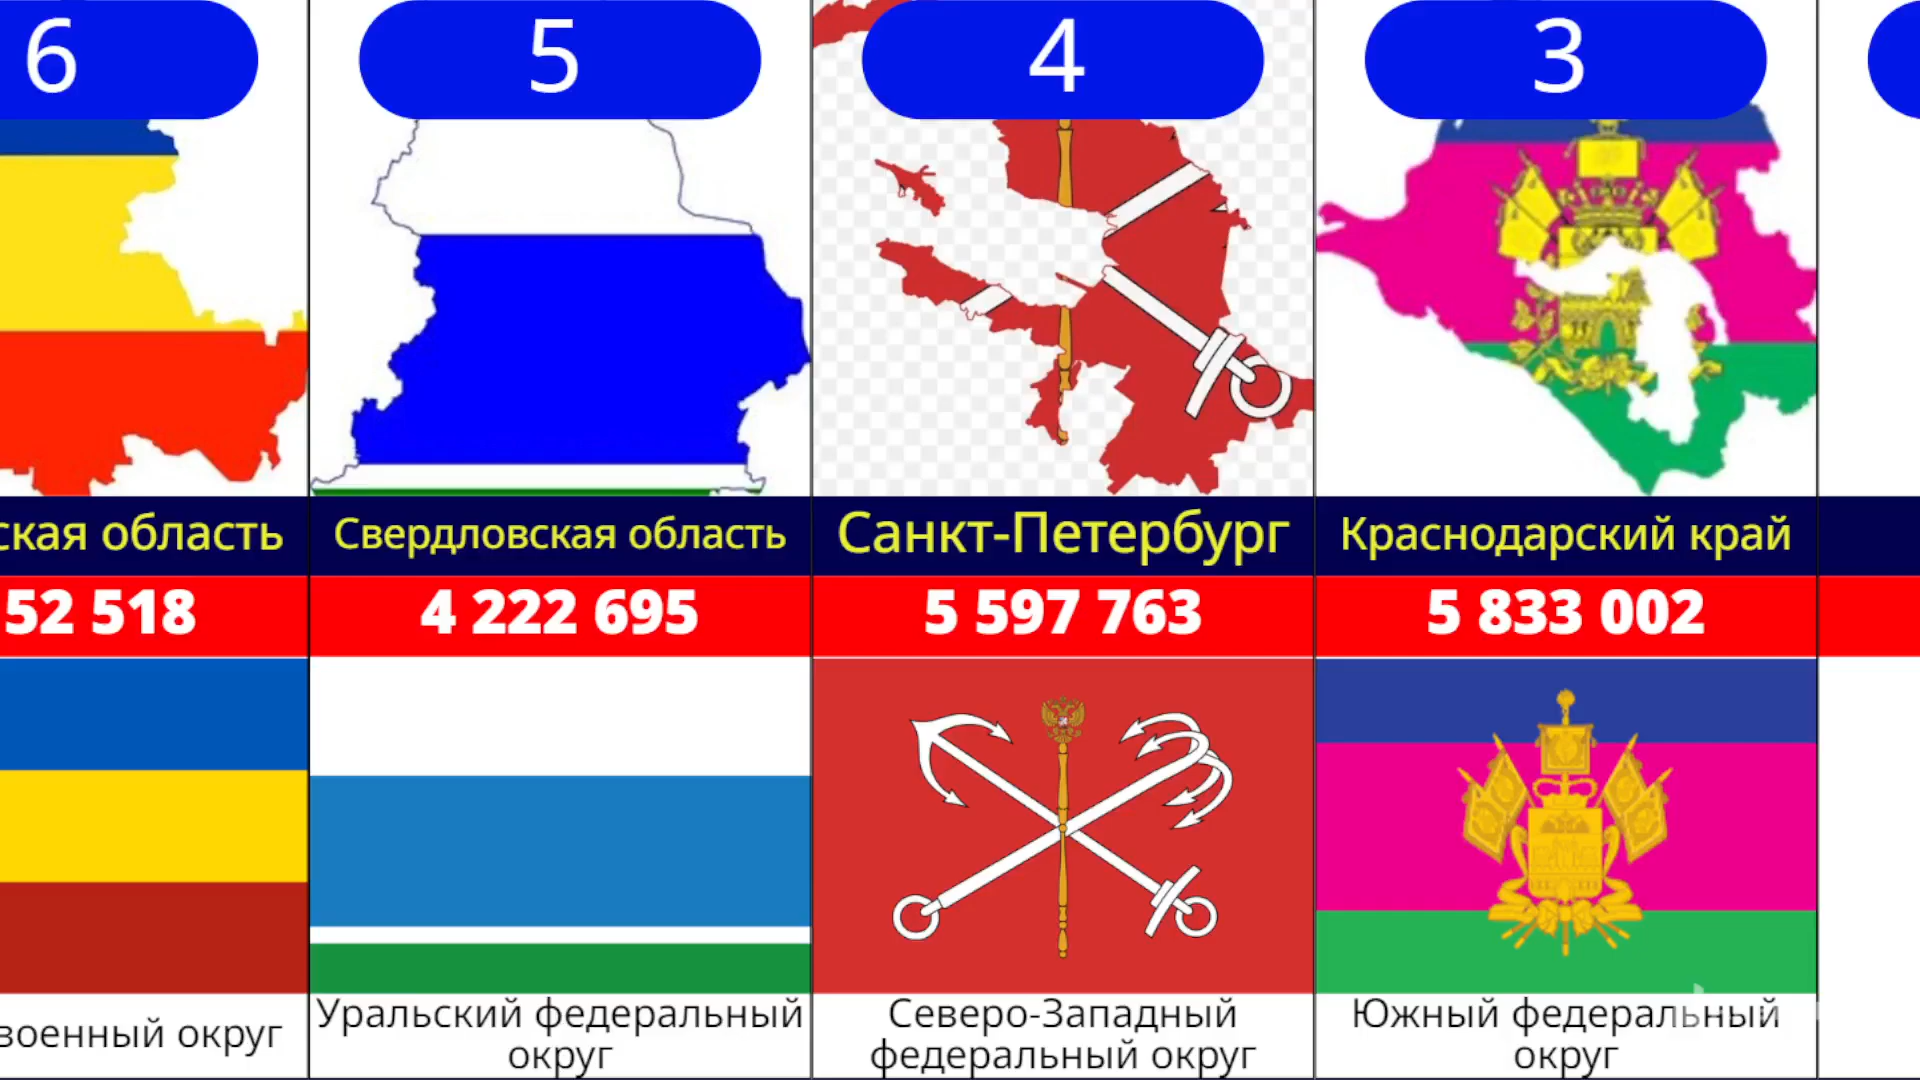 6
5
4
3
ская область
Свердловская область
Санкт-Петербург
Краснодарский край
52 518
4 222 695
5 597 763
5 833 002
военный округ
Уральский федеральный
округ
Северо-Западный
федеральный округ
Южный федеральный
округ